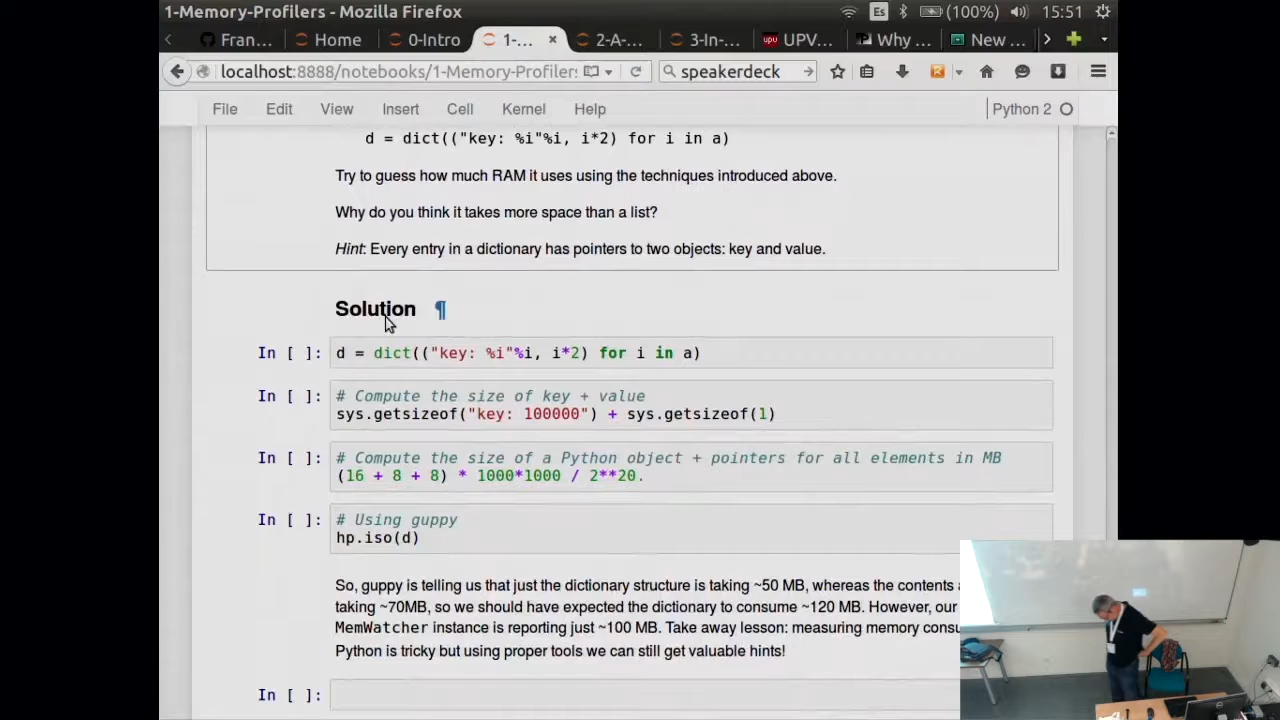 1-Memory-Profilers - Mozilla Firefox
Es
(100%)
15:51
Fran...
Home
0-Intro
1-...
2-A-...
3-In-...
upv
UPV...
Why ...
New ...
localhost:8888/notebooks/1-Memory-Profilers
speakerdeck
File
Edit
View
Insert
Cell
Kernel
Help
Python 2
d = dict(("key: %i"%i, i*2) for i in a)
Try to guess how much RAM it uses using the techniques introduced above.
Why do you think it takes more space than a list?
Hint: Every entry in a dictionary has pointers to two objects: key and value.
Solution ¶
In [ ]: d = dict(("key: %i"%i, i*2) for i in a)
In [ ]: # Compute the size of key + value
sys.getsizeof("key: 100000") + sys.getsizeof(1)
In [ ]: # Compute the size of a Python object + pointers for all elements in MB
(16 + 8 + 8) * 1000*1000 / 2**20.
In [ ]: # Using guppy
hp.iso(d)
So, guppy is telling us that just the dictionary structure is taking ~50 MB, whereas the contents
taking ~70MB, so we should have expected the dictionary to consume ~120 MB. However, our
MemWatcher instance is reporting just ~100 MB. Take away lesson: measuring memory consu
Python is tricky but using proper tools we can still get valuable hints!
In [ ]: